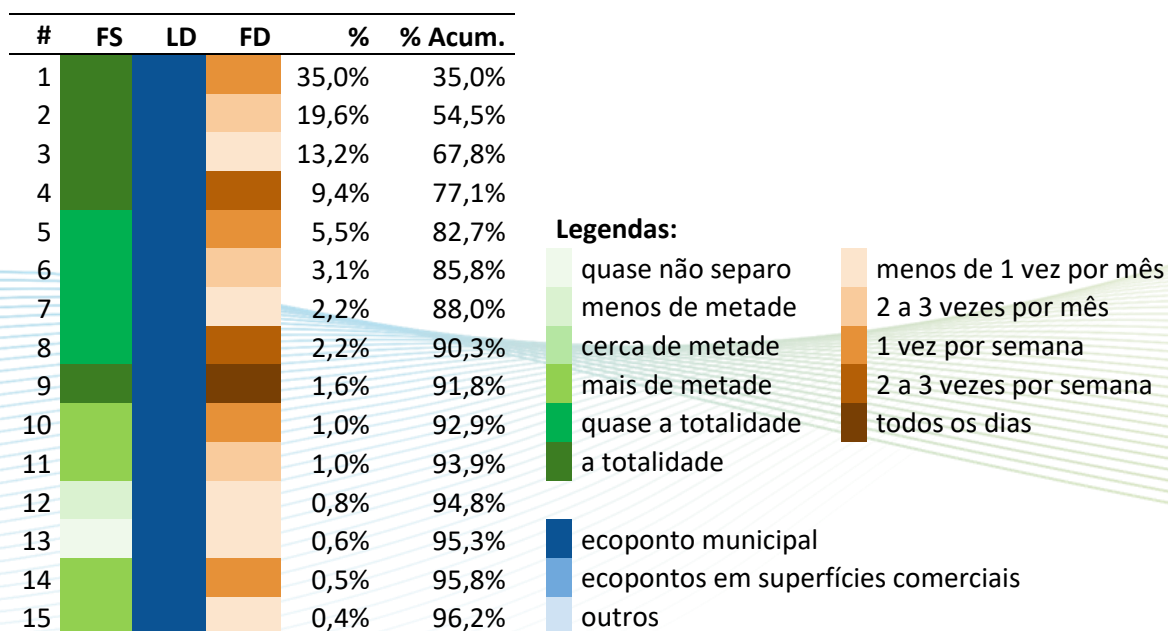 # FS LD FD % % Acum.
1 35,0% 35,0%
2 19,6% 54,5%
3 13,2% 67,8%
4 9,4% 77,1%
5 5,5% 82,7%
6 3,1% 85,8%
7 2,2% 88,0%
8 2,2% 90,3%
9 1,6% 91,8%
10 1,0% 92,9%
11 1,0% 93,9%
12 0,8% 94,8%
13 0,6% 95,3%
14 0,5% 95,8%
15 0,4% 96,2%
Legendas:
quase não separo
menos de metade
cerca de metade
mais de metade
quase a totalidade
a totalidade
menos de 1 vez por mês
2 a 3 vezes por mês
1 vez por semana
2 a 3 vezes por semana
todos os dias
ecoponto municipal
ecopontos em superfícies comerciais
outros